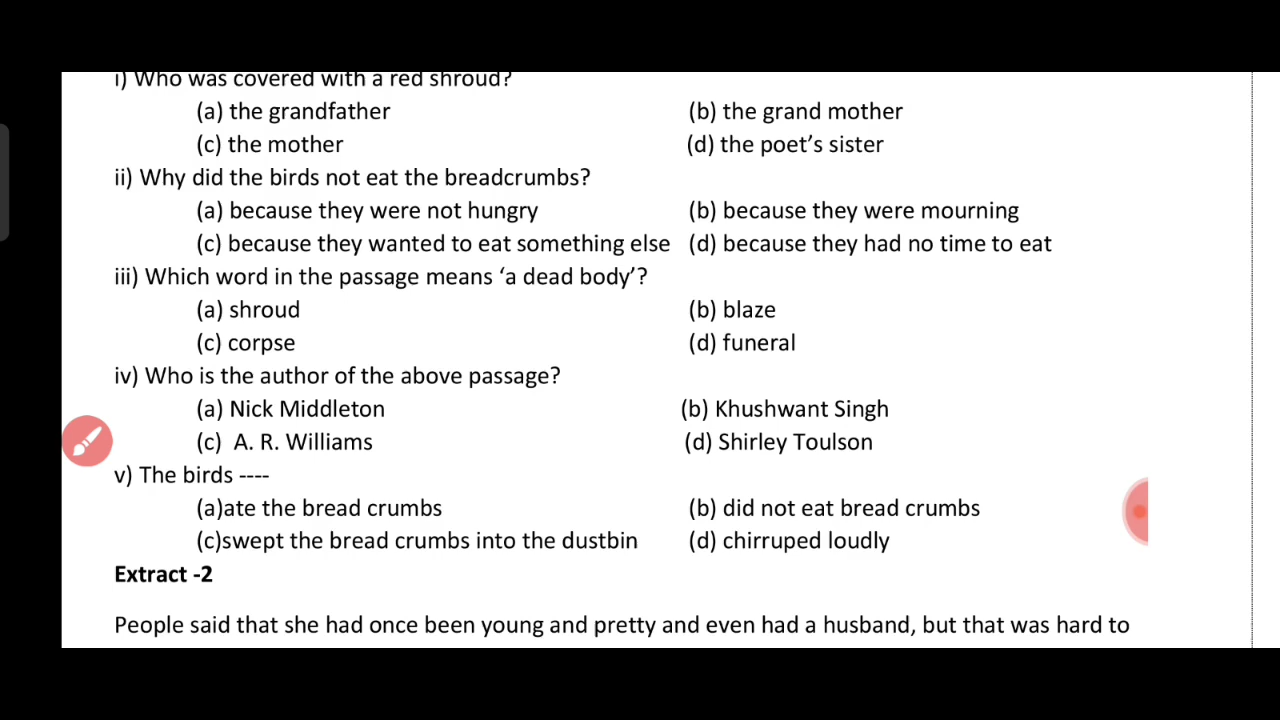 i) Who was covered with a red shroud?
(a) the grandfather (b) the grand mother
(c) the mother (d) the poet’s sister
ii) Why did the birds not eat the breadcrumbs?
(a) because they were not hungry (b) because they were mourning
(c) because they wanted to eat something else (d) because they had no time to eat
iii) Which word in the passage means ‘a dead body’?
(a) shroud (b) blaze
(c) corpse (d) funeral
iv) Who is the author of the above passage?
(a) Nick Middleton (b) Khushwant Singh
(c) A. R. Williams (d) Shirley Toulson
v) The birds ----
(a)ate the bread crumbs (b) did not eat bread crumbs
(c)swept the bread crumbs into the dustbin (d) chirruped loudly
Extract -2
People said that she had once been young and pretty and even had a husband, but that was hard to